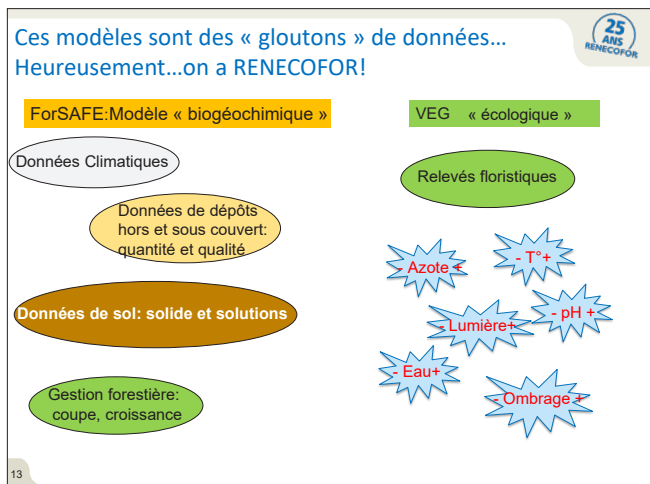 Ces modèles sont des « gloutons » de données…
Heureusement…on a RENECOFOR!
25
ANS
RENECOFOR
ForSAFE:Modèle « biogéochimique »
VEG « écologique »
Données Climatiques
Données de dépôts
hors et sous couvert:
quantité et qualité
Données de sol: solide et solutions
Gestion forestière:
coupe, croissance
Relevés floristiques
- Azote +
- T°+
- Lumière+
- pH +
- Eau+
- Ombrage +
13